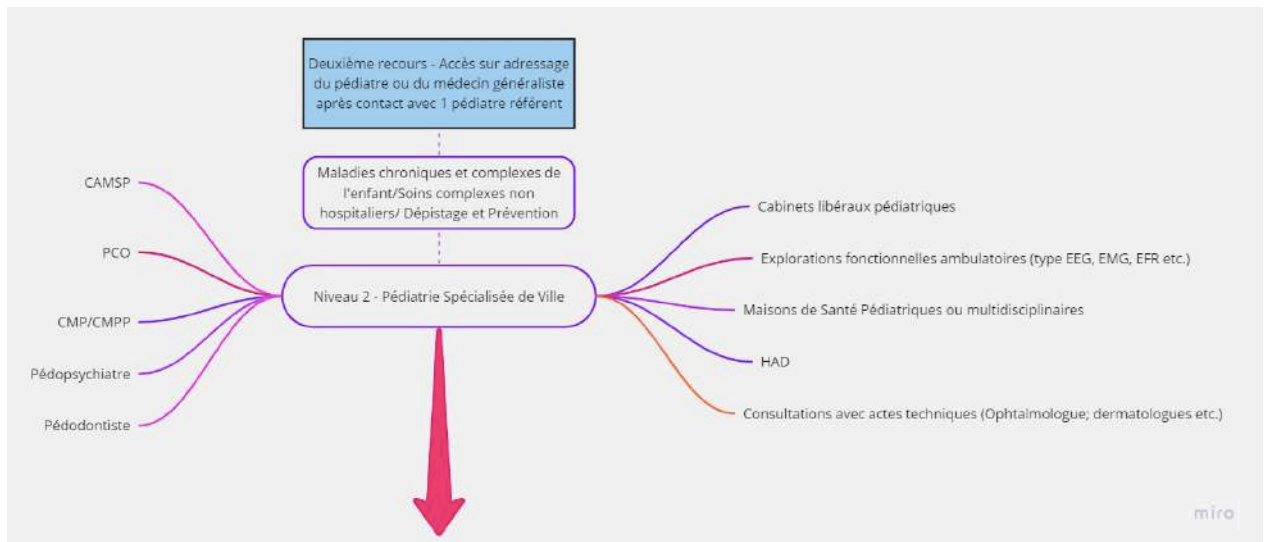 Deuxième recours - Accès sur adressage
du pédiatre ou du médecin généraliste
après contact avec 1 pédiatre référent
Maladies chroniques et complexes de
l'enfant/Soins complexes non
hospitaliers/ Dépistage et Prévention
Niveau 2 - Pédiatrie Spécialisée de Ville
CAMSP
PCO
CMP/CMPP
Pédopsychiatre
Pédodontiste
Cabinets libéraux pédiatriques
Explorations fonctionnelles ambulatoires (type EEG, EMG, EFR etc.)
Maisons de Santé Pédiatriques ou multidisciplinaires
HAD
Consultations avec actes techniques (Ophtalmologue; dermatologues etc.)
miro